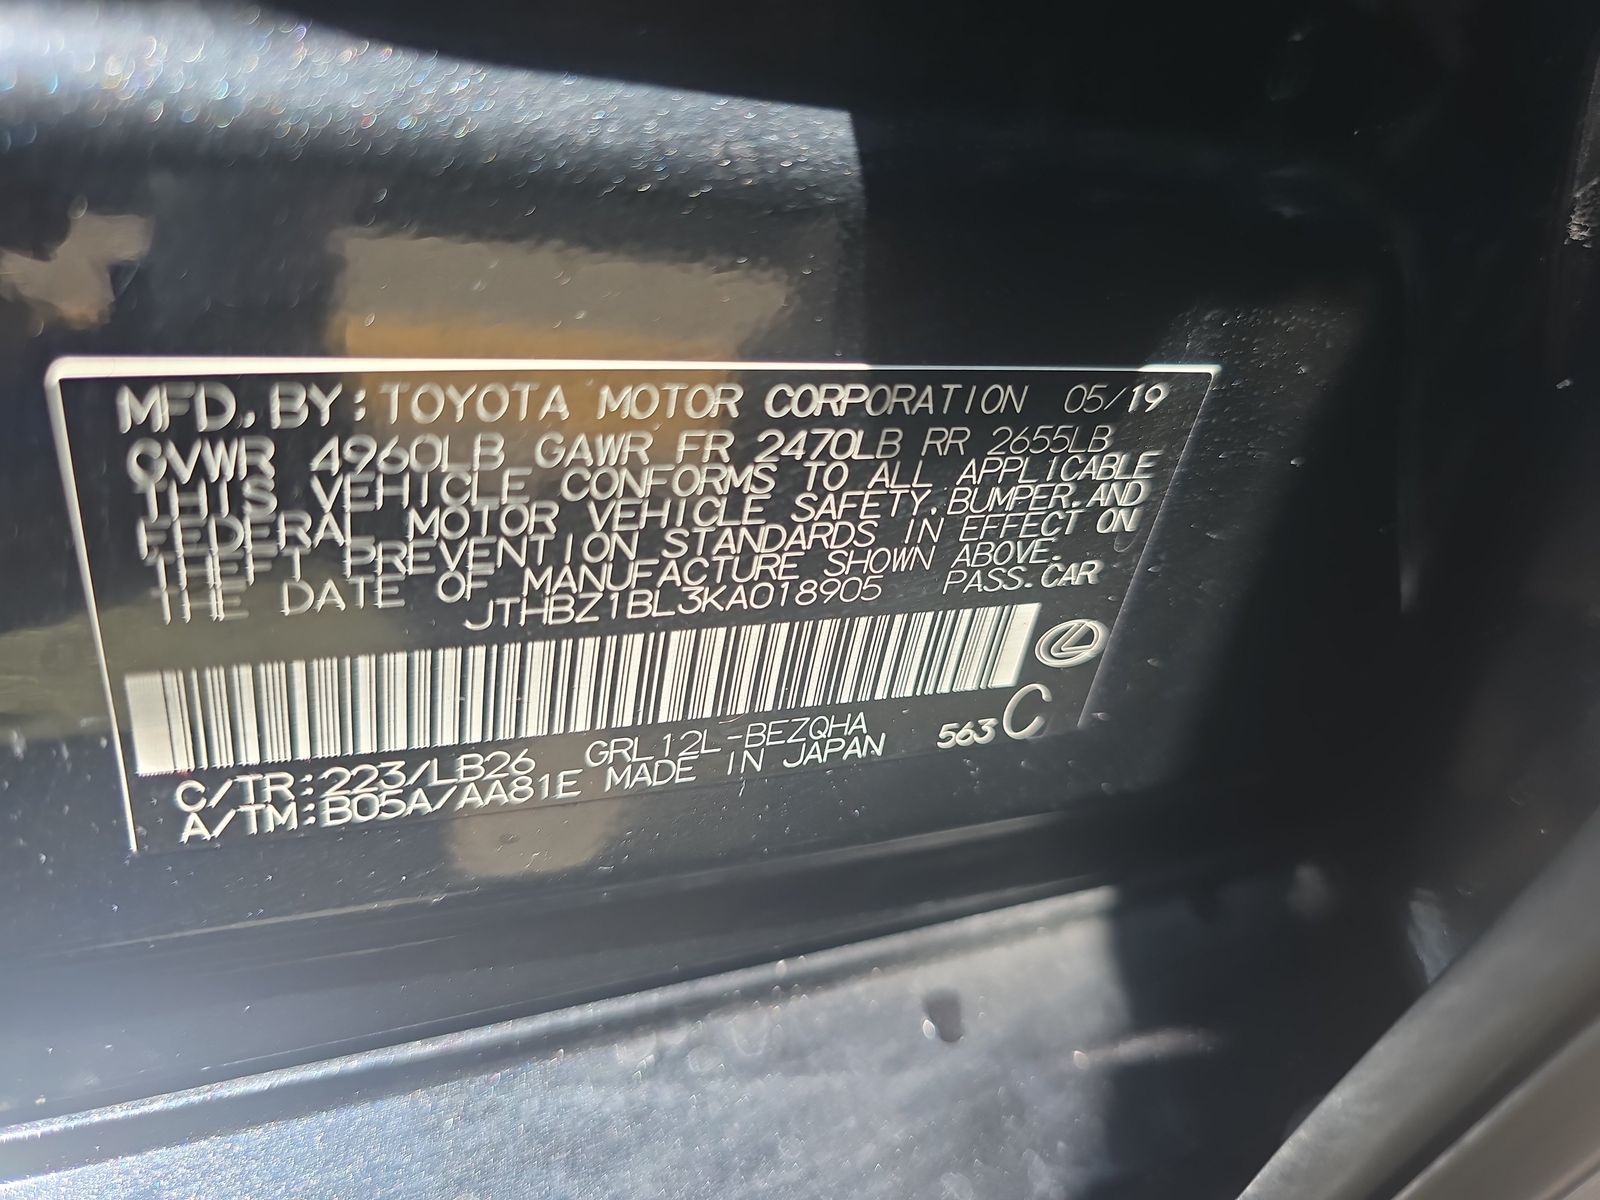 MFD. BY: TOYOTA MOTOR CORPORATION 05/19
GVWR 4960LB GAWR FR 2470LB RR 2655LB
THIS VEHICLE CONFORMS TO ALL APPLICABLE
FEDERAL MOTOR VEHICLE SAFETY, BUMPER, AND
THEFT PREVENTION STANDARDS IN EFFECT ON
THE DATE OF MANUFACTURE SHOWN ABOVE.
JTHBZ1BL3KA018905 PASS. CAR
C/TR:223/LB26 GRL12L-BEZQHA 563 C
A/TM:B05A/AA81E MADE IN JAPAN